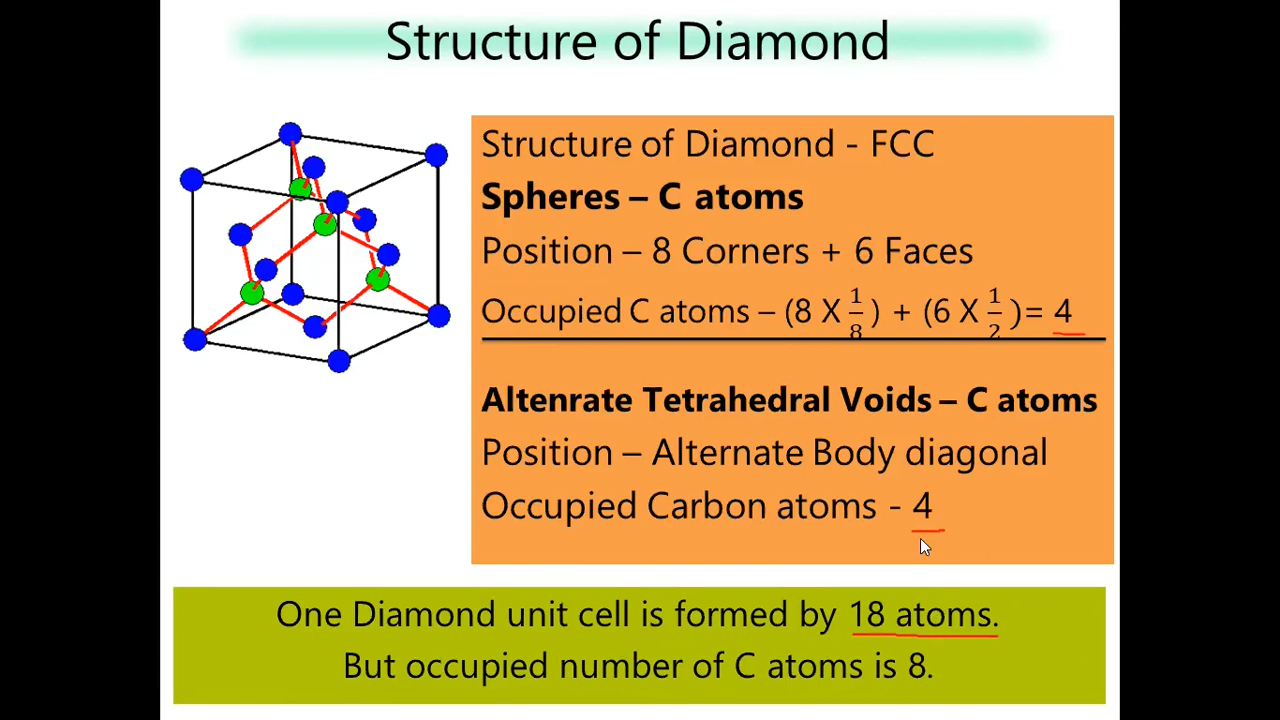 Structure of Diamond
Structure of Diamond - FCC
Spheres – C atoms
Position – 8 Corners + 6 Faces
Occupied C atoms – (8 X 1/8 ) + (6 X 1/2 )= 4
Altenrate Tetrahedral Voids – C atoms
Position – Alternate Body diagonal
Occupied Carbon atoms - 4
One Diamond unit cell is formed by 18 atoms.
But occupied number of C atoms is 8.